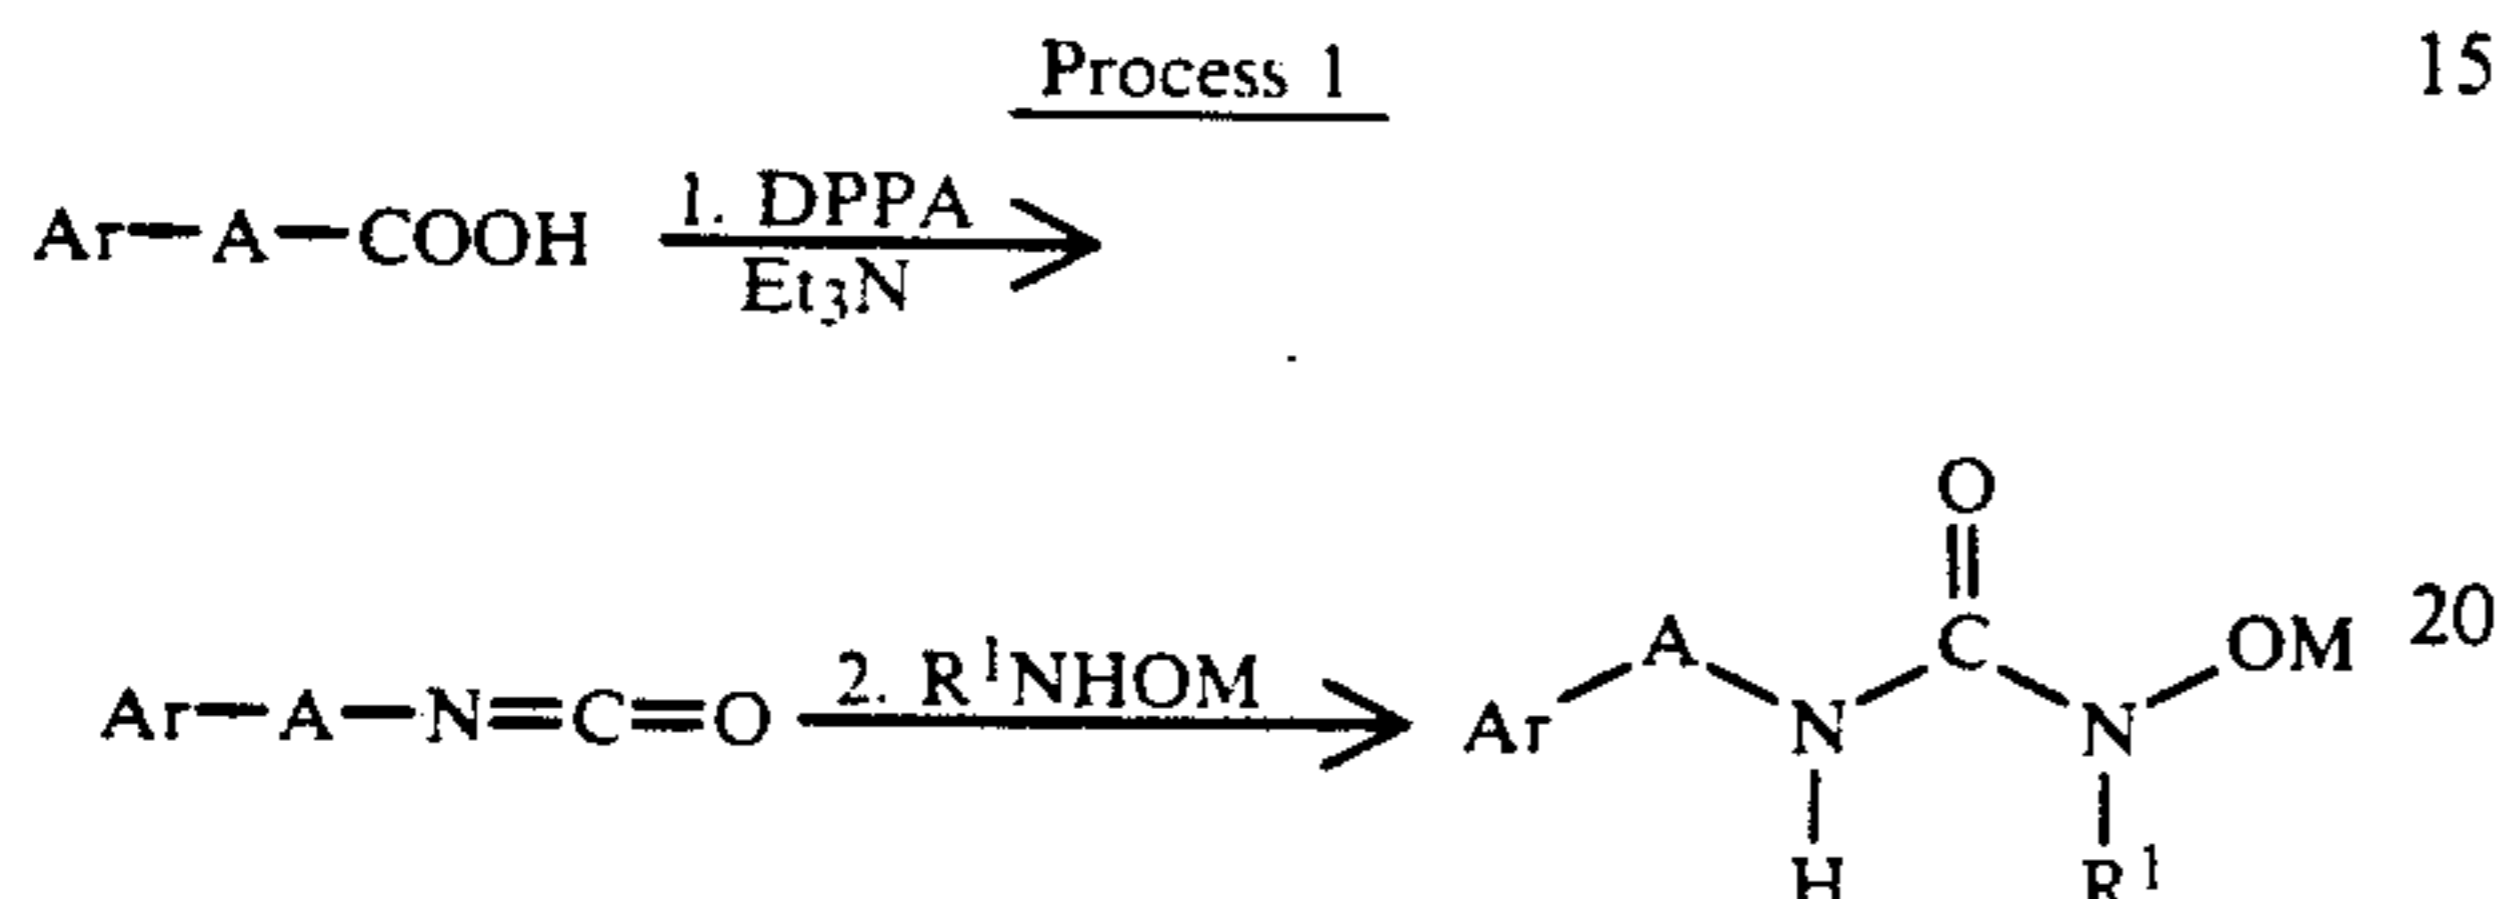 Process 1
15
Ar—A—COOH
1. DPPA
Et₃N
O
Ar—A—N=C=O
2. R¹NHOM
Ar A N C N OM
20
H R¹